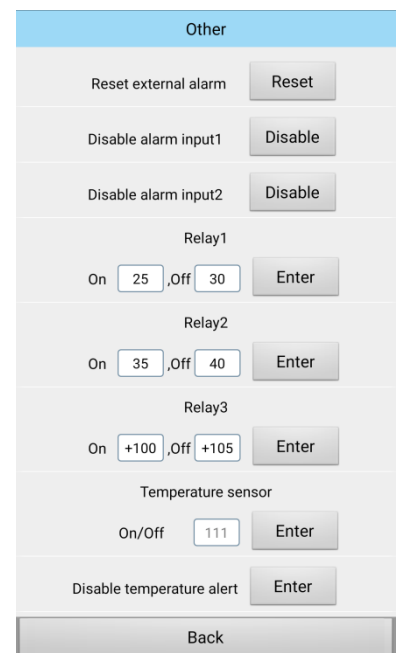 Other
Reset external alarm Reset
Disable alarm input1 Disable
Disable alarm input2 Disable
Relay1
On 25 ,Off 30 Enter
Relay2
On 35 ,Off 40 Enter
Relay3
On +100 ,Off +105 Enter
Temperature sensor
On/Off 111 Enter
Disable temperature alert Enter
Back